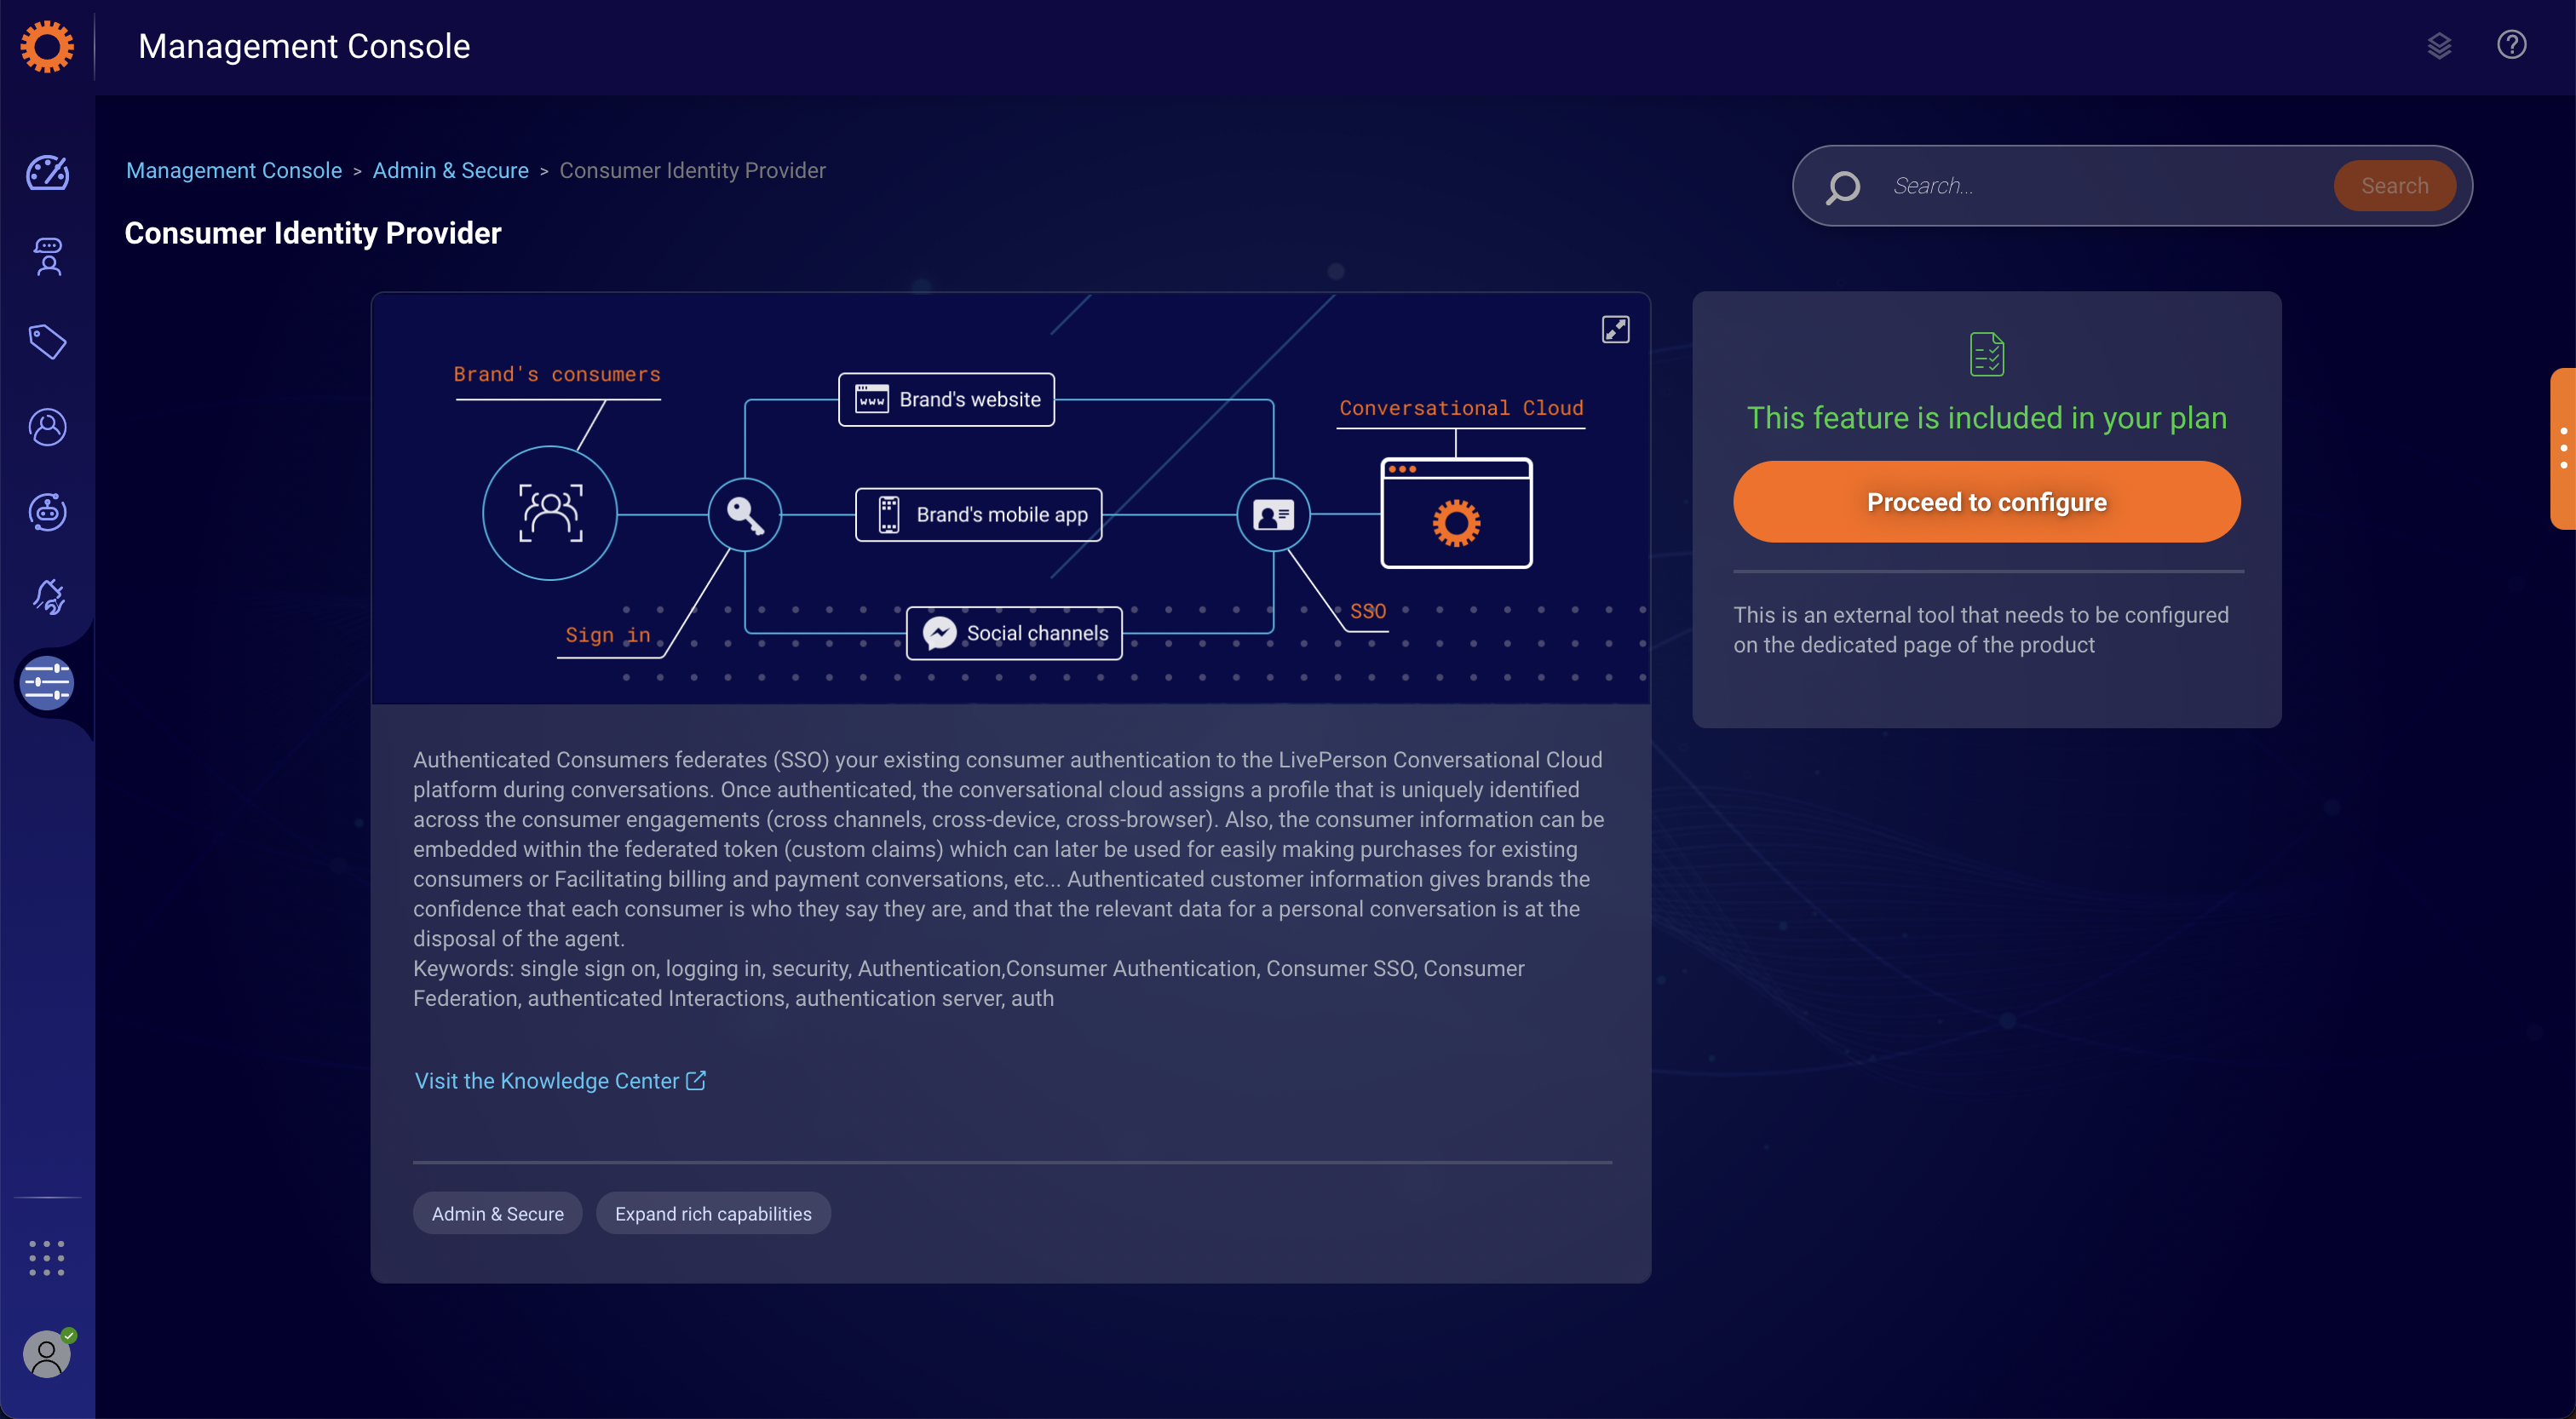 Management Console
Management Console > Admin & Secure > Consumer Identity Provider
Search...
Search
Consumer Identity Provider
Brand's consumers
Brand's website
Conversational Cloud
Brand's mobile app
Sign in
Social channels
SSO
WWW
This feature is included in your plan
Proceed to configure
This is an external tool that needs to be configured
on the dedicated page of the product
Authenticated Consumers federates (SSO) your existing consumer authentication to the LivePerson Conversational Cloud
platform during conversations. Once authenticated, the conversational cloud assigns a profile that is uniquely identified
across the consumer engagements (cross channels, cross-device, cross-browser). Also, the consumer information can be
embedded within the federated token (custom claims) which can later be used for easily making purchases for existing
consumers or Facilitating billing and payment conversations, etc... Authenticated customer information gives brands the
confidence that each consumer is who they say they are, and that the relevant data for a personal conversation is at the
disposal of the agent.
Keywords: single sign on, logging in, security, Authentication,Consumer Authentication, Consumer SSO, Consumer
Federation, authenticated Interactions, authentication server, auth
Visit the Knowledge Center
Admin & Secure
Expand rich capabilities